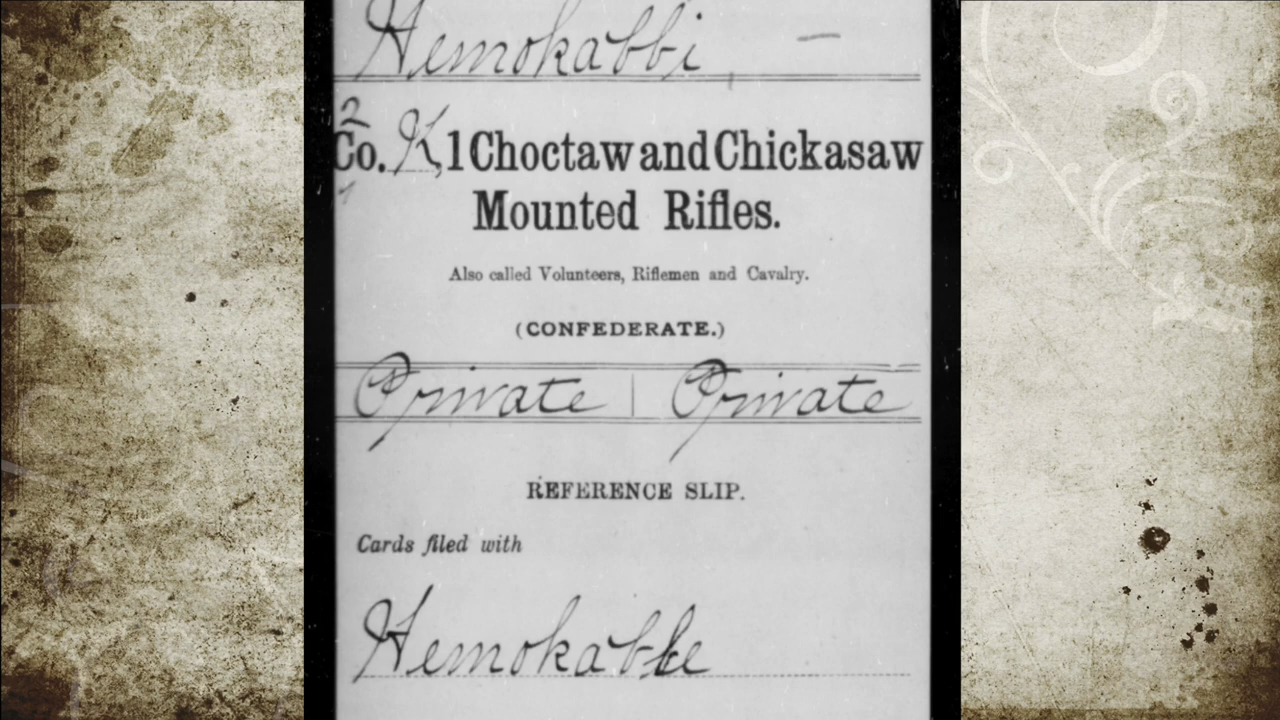 Hemokabbi, —
2
Co. K, 1 Choctaw and Chickasaw
Mounted Rifles.
Also called Volunteers, Riflemen and Cavalry.
(CONFEDERATE.)
Private | Private
REFERENCE SLIP.
Cards filed with
Hemokabbe